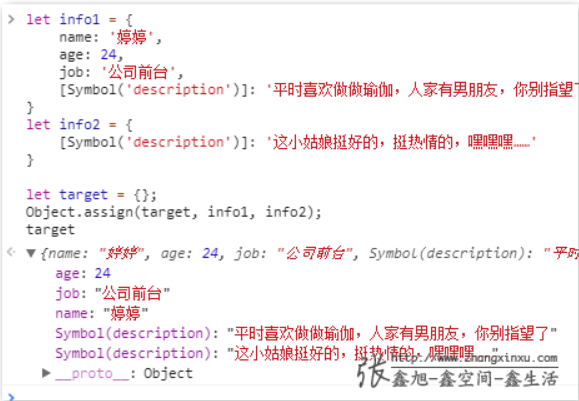 let info1 = {
name: '婷婷',
age: 24,
job: '公司前台',
[Symbol('description')]: '平时喜欢做做瑜伽，人家有男朋友，你别指望
}
let info2 = {
[Symbol('description')]: '这小姑娘挺好的，挺热情的，嘿嘿嘿……'
}
let target = {};
Object.assign(target, info1, info2);
target
{name: "婷婷", age: 24, job: "公司前台", Symbol(description): "平时
age: 24
job: "公司前台"
name: "婷婷"
Symbol(description): "平时喜欢做做瑜伽，人家有男朋友，你别指望了"
Symbol(description): "这小姑娘挺好的，挺热情的，嘿嘿嘿……"
__proto__: Object
http://www.zhangxinxu.com
张鑫旭-鑫空间-鑫生活